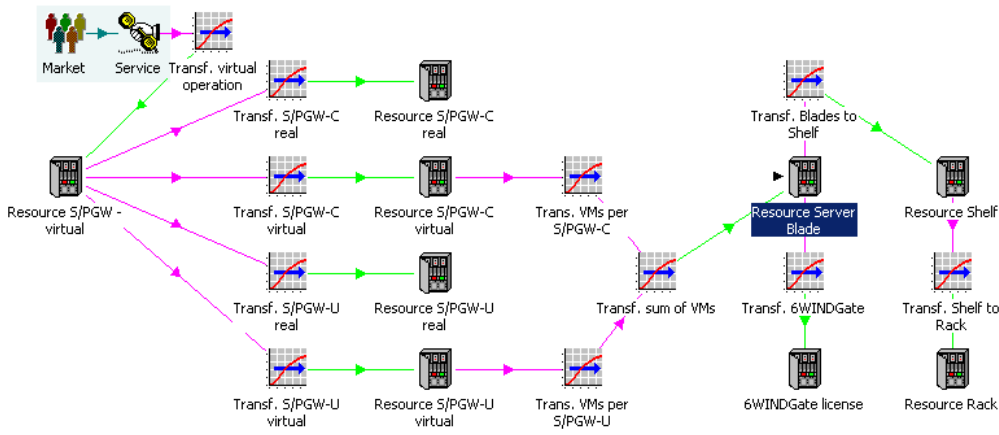 Market
Service
Transf. virtual
operation
Transf. S/PGW-C
real
Resource S/PGW-C
real
Transf. Blades to
Shelf
Resource S/PGW -
virtual
Transf. S/PGW-C
virtual
Resource S/PGW-C
virtual
Trans. VMs per
S/PGW-C
Resource Server
Blade
Resource Shelf
Transf. S/PGW-U
real
Resource S/PGW-U
real
Transf. sum of VMs
Transf. 6WINDGate
Transf. Shelf to
Rack
Transf. S/PGW-U
virtual
Resource S/PGW-U
virtual
Trans. VMs per
S/PGW-U
6WINDGate license
Resource Rack